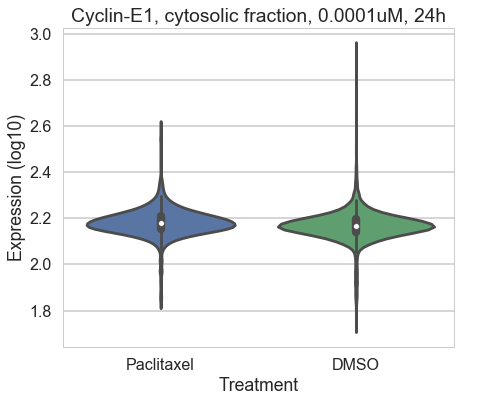 Cyclin-E1, cytosolic fraction, 0.0001uM, 24h
3.0
2.8
2.6
2.4
2.2
2.0
1.8
Expression (log10)
Paclitaxel DMSO
Treatment